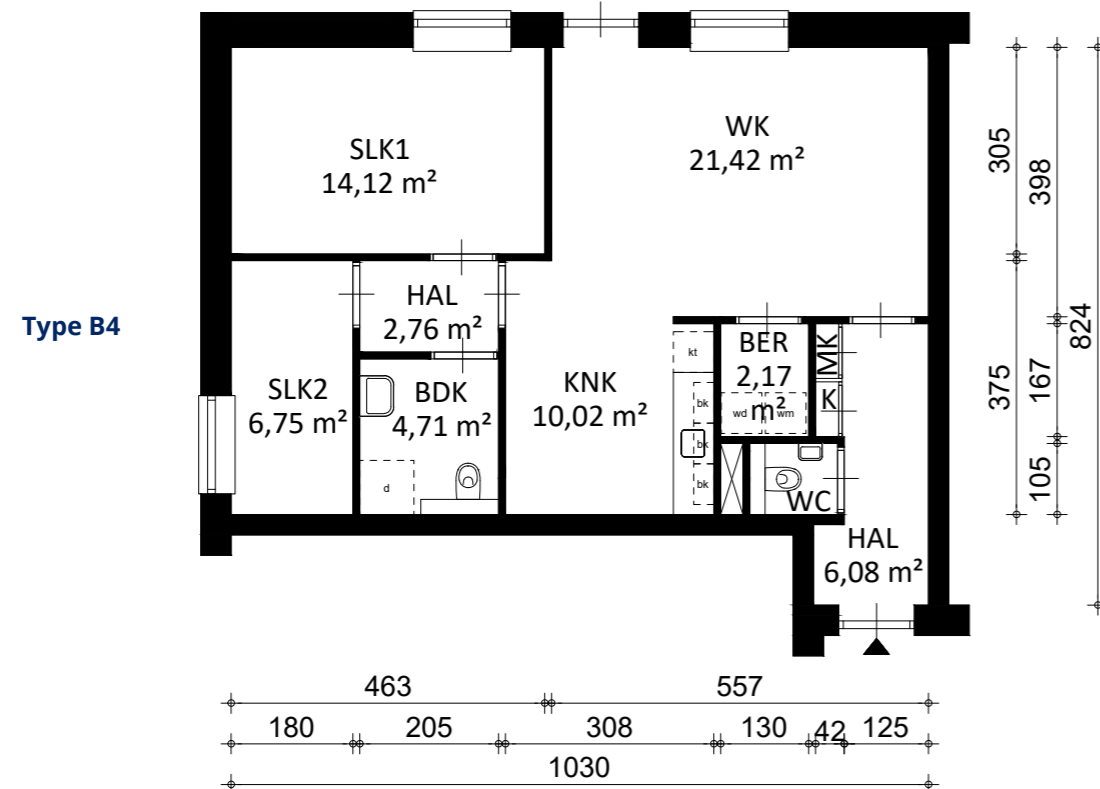 SLK1
14,12 m²
WK
21,42 m²
305
398
824
Type B4
HAL
2,76 m²
BER
2,17
m²
MK
K
kt
wd
wm
SLK2
6,75 m²
BDK
4,71 m²
KNK
10,02 m²
bk
bk
bk
375
167
d
WC
105
HAL
6,08 m²
463
557
180
205
308
130
42
125
1030